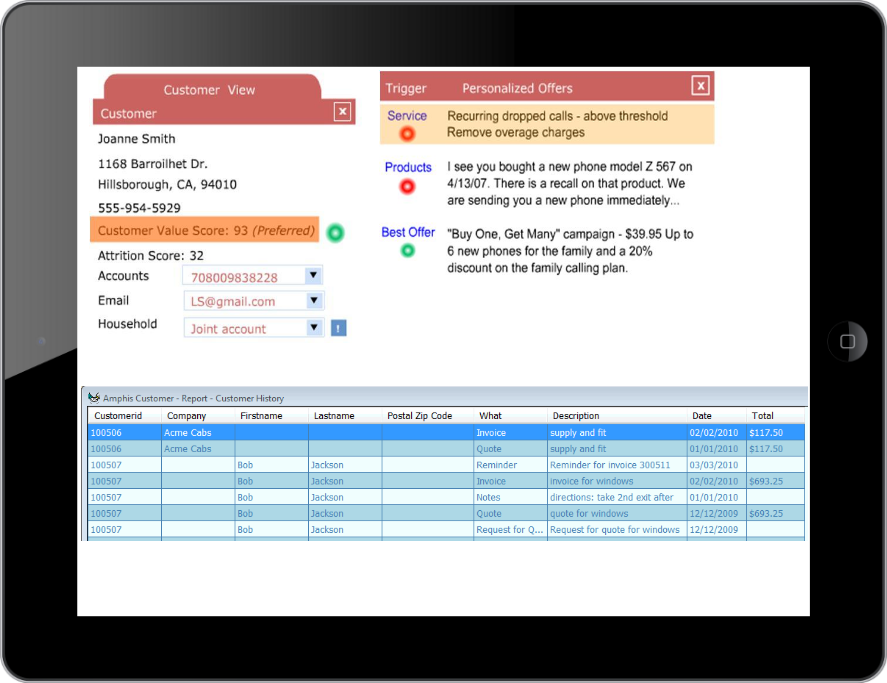 Customer View
Customer
X
Joanne Smith
1168 Barroilhet Dr.
Hillsborough, CA, 94010
555-954-5929
Customer Value Score: 93 (Preferred)
Attrition Score: 32
Accounts 708009838228
Email LS@gmail.com
Household Joint account !
Trigger Personalized Offers X
Service Recurring dropped calls - above threshold
Remove overage charges
Products I see you bought a new phone model Z 567 on
4/13/07. There is a recall on that product. We
are sending you a new phone immediately...
Best Offer "Buy One, Get Many" campaign - $39.95 Up to
6 new phones for the family and a 20%
discount on the family calling plan.
Amphis Customer - Report - Customer History
Customerid Company Firstname Lastname Postal Zip Code What Description Date Total
100506 Acme Cabs Invoice supply and fit 02/02/2010 $117.50
100506 Acme Cabs Quote supply and fit 01/01/2010 $117.50
100507 Bob Jackson Reminder Reminder for invoice 300511 03/03/2010
100507 Bob Jackson Invoice invoice for windows 02/02/2010 $693.25
100507 Bob Jackson Notes directions: take 2nd exit after 01/01/2010
100507 Bob Jackson Quote quote for windows 12/12/2009 $693.25
100507 Bob Jackson Request for Q... Request for quote for windows 12/12/2009